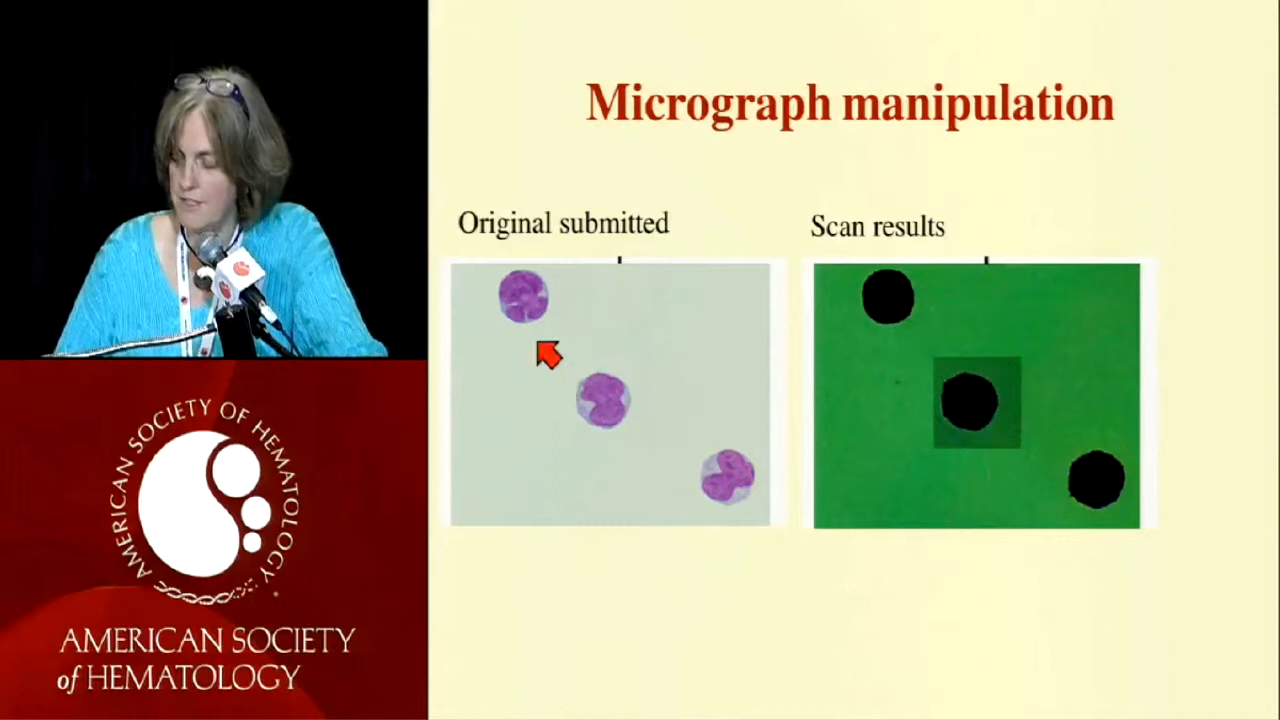 Micrograph manipulation
Original submitted
Scan results
AMERICAN SOCIETY OF HEMATOLOGY
AMERICAN SOCIETY
of HEMATOLOGY